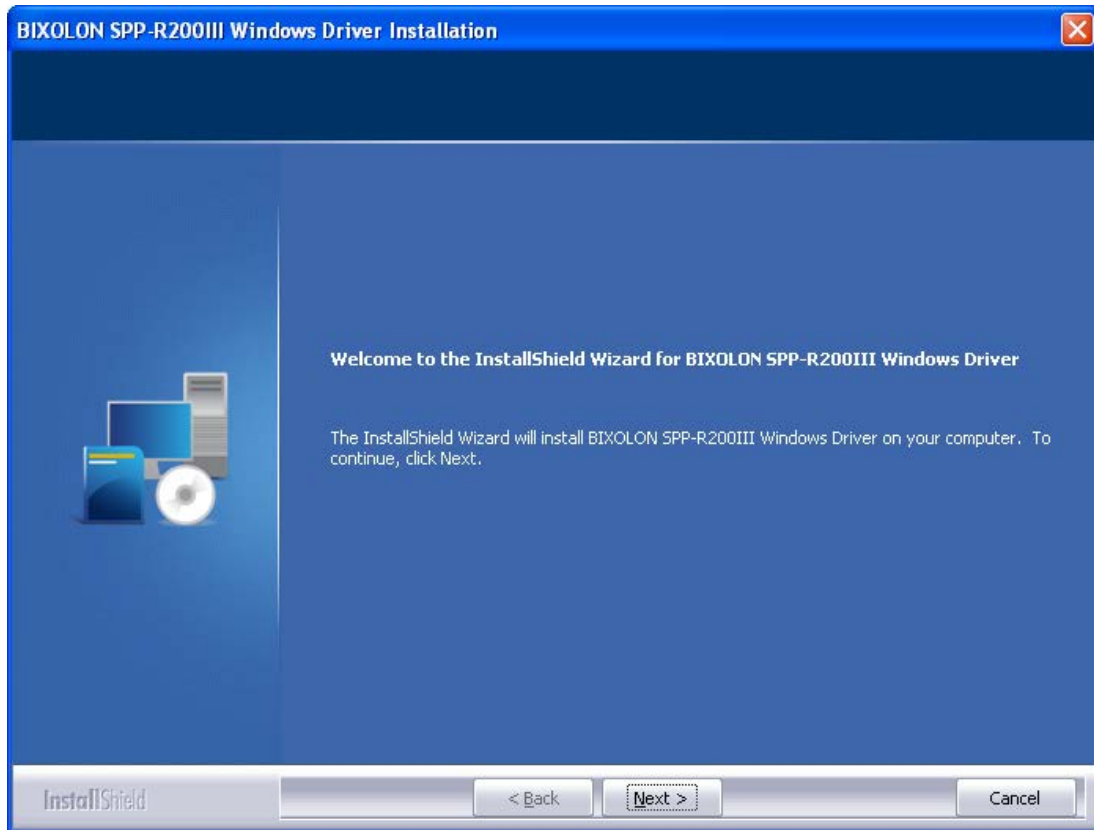 BIXOLON SPP-R200III Windows Driver Installation
Welcome to the InstallShield Wizard for BIXOLON SPP-R200III Windows Driver
The InstallShield Wizard will install BIXOLON SPP-R200III Windows Driver on your computer. To
continue, click Next.
InstallShield
< Back
Next >
Cancel